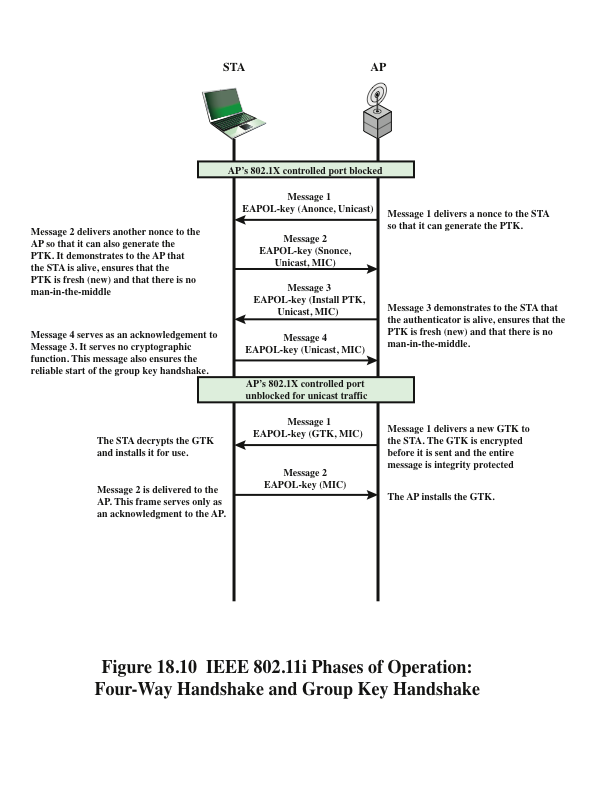 STA
AP
AP's 802.1X controlled port blocked
Message 1
EAPOL-key (Anonce, Unicast)
Message 1 delivers a nonce to the STA
so that it can generate the PTK.
Message 2 delivers another nonce to the
AP so that it can also generate the
PTK. It demonstrates to the AP that
the STA is alive, ensures that the
PTK is fresh (new) and that there is no
man-in-the-middle
Message 2
EAPOL-key (Snonce,
Unicast, MIC)
Message 3
EAPOL-key (Install PTK,
Unicast, MIC)
Message 3 demonstrates to the STA that
the authenticator is alive, ensures that the
PTK is fresh (new) and that there is no
man-in-the-middle.
Message 4 serves as an acknowledgement to
Message 3. It serves no cryptographic
function. This message also ensures the
reliable start of the group key handshake.
Message 4
EAPOL-key (Unicast, MIC)
AP's 802.1X controlled port
unblocked for unicast traffic
Message 1
EAPOL-key (GTK, MIC)
Message 1 delivers a new GTK to
the STA. The GTK is encrypted
before it is sent and the entire
message is integrity protected
The STA decrypts the GTK
and installs it for use.
Message 2
EAPOL-key (MIC)
Message 2 is delivered to the
AP. This frame serves only as
an acknowledgment to the AP.
The AP installs the GTK.
Figure 18.10 IEEE 802.11i Phases of Operation:
Four-Way Handshake and Group Key Handshake